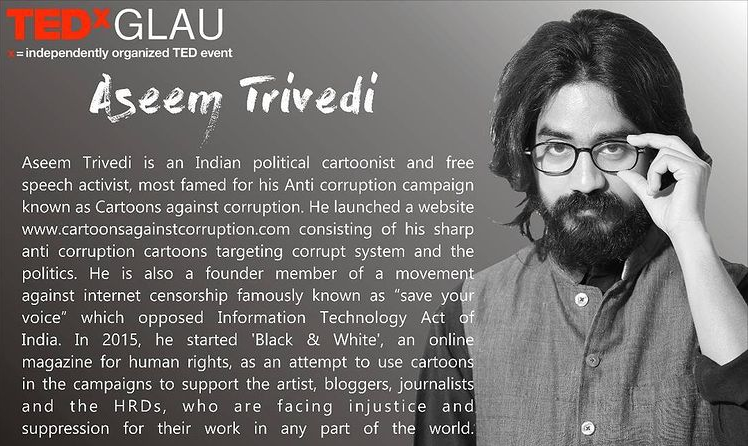 TEDxGLAU
x = independently organized TED event
Aseem Trivedi
Aseem Trivedi is an Indian political cartoonist and free
speech activist, most famed for his Anti corruption campaign
known as Cartoons against corruption. He launched a website
www.cartoonsagainstcorruption.com consisting of his sharp
anti corruption cartoons targeting corrupt system and the
politics. He is also a founder member of a movement
against internet censorship famously known as “save your
voice” which opposed Information Technology Act of
India. In 2015, he started 'Black & White', an online
magazine for human rights, as an attempt to use cartoons
in the campaigns to support the artist, bloggers, journalists
and the HRDs, who are facing injustice and
suppression for their work in any part of the world.